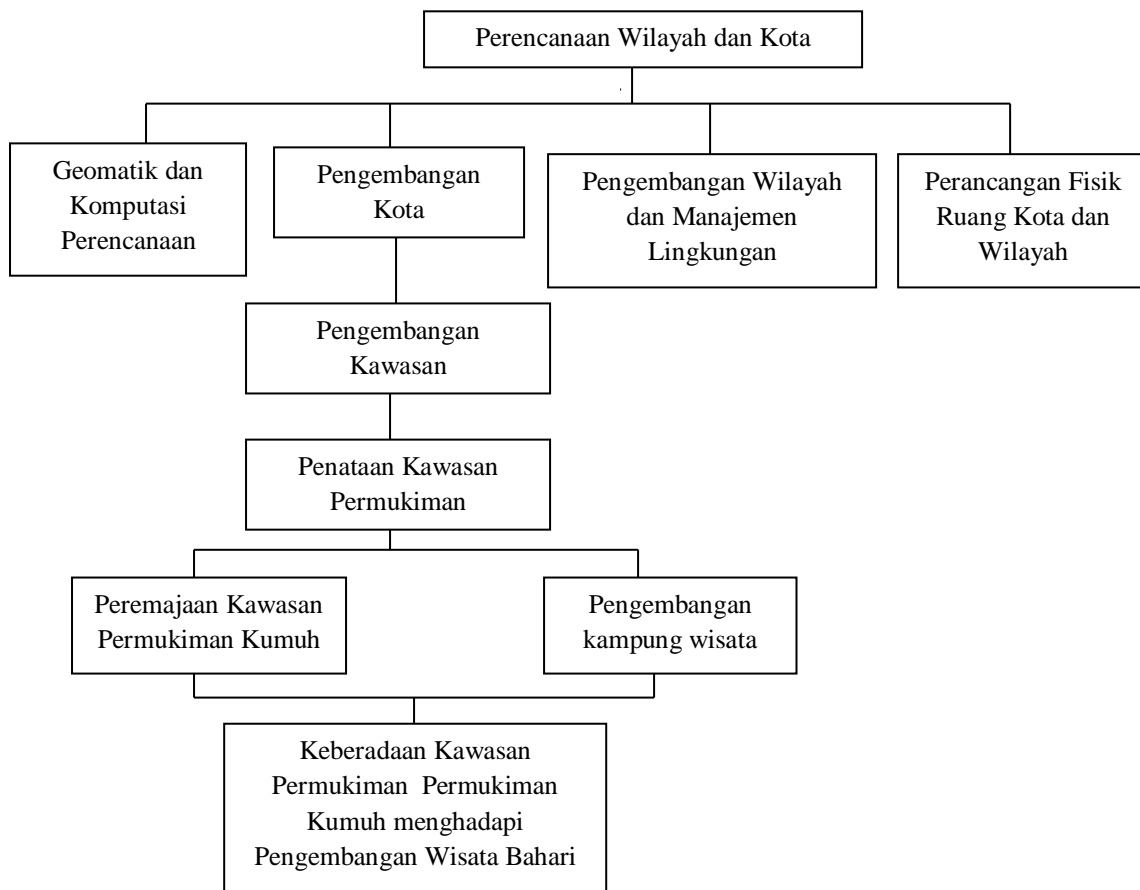 Perencanaan Wilayah dan Kota
Geomatik dan
Komputasi
Perencanaan
Pengembangan
Kota
Pengembangan Wilayah
dan Manajemen
Lingkungan
Perancangan Fisik
Ruang Kota dan
Wilayah
Pengembangan
Kawasan
Penataan Kawasan
Permukiman
Peremajaan Kawasan
Permukiman Kumuh
Pengembangan
kampung wisata
Keberadaan Kawasan
Permukiman Permukiman
Kumuh menghadapi
Pengembangan Wisata Bahari